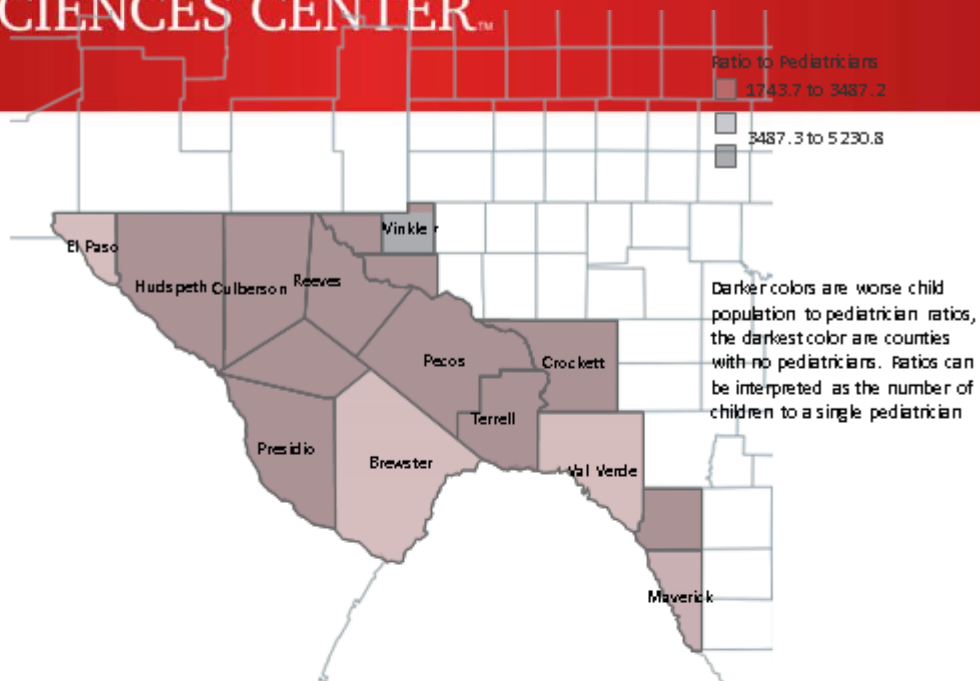 CIENCES CENTER™
Ratio to Pediatricians
1743.7 to 3487.2
3487.3 to 5230.8
Winkler
El Paso
Hudspeth
Culberson
Reeves
Darker colors are worse child
population to pediatrician ratios,
the darkest color are counties
with no pediatricians. Ratios can
be interpreted as the number of
children to a single pediatrician
Pecos
Crockett
Terrell
Presidio
Brewster
Val Verde
Maverick